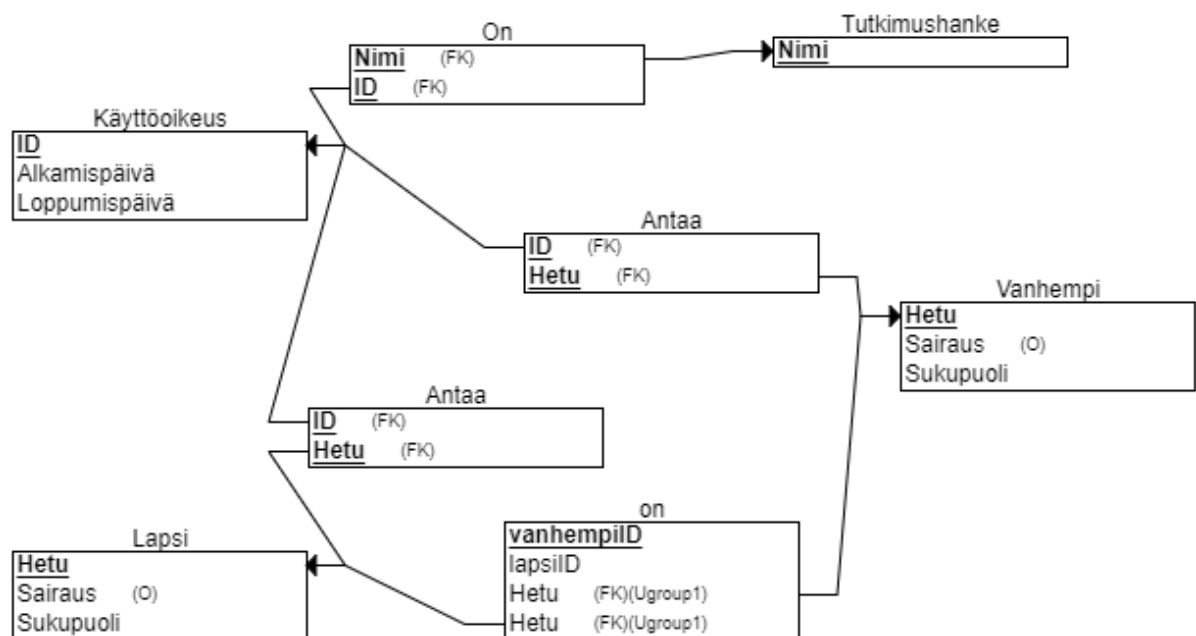 On
Nimi (FK)
ID (FK)
Tutkimushanke
Nimi
Käyttöoikeus
ID
Alkamispäivä
Loppumispäivä
Antaa
ID (FK)
Hetu (FK)
Vanhempi
Hetu
Sairaus (O)
Sukupuoli
Antaa
ID (FK)
Hetu (FK)
Lapsi
Hetu
Sairaus (O)
Sukupuoli
on
vanhempiID
lapsiID
Hetu (FK)(Ugroup1)
Hetu (FK)(Ugroup1)